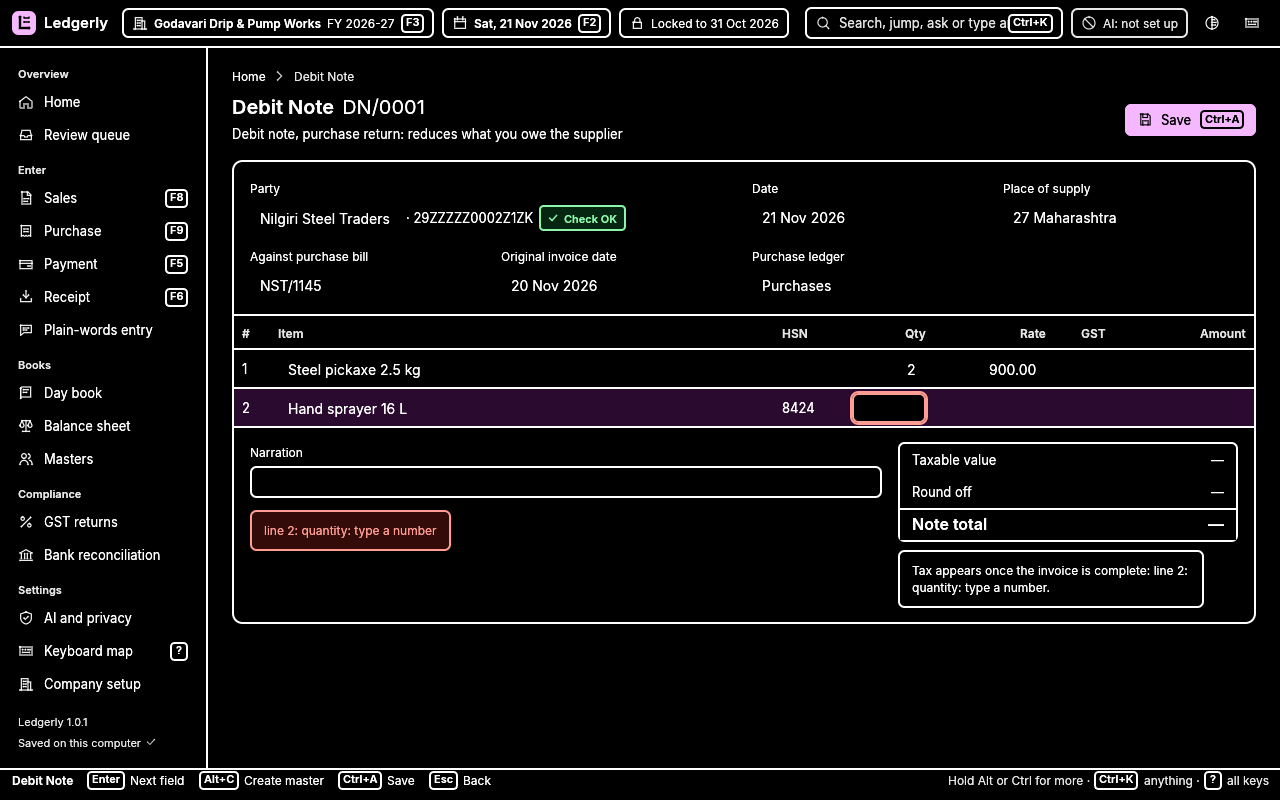 Ledgerly
Godavari Drip & Pump Works FY 2026-27 F3
Sat, 21 Nov 2026 F2
Locked to 31 Oct 2026
Search, jump, ask or type a Ctrl+K
AI: not set up
Overview
Home
Review queue
Enter
Sales F8
Purchase F9
Payment F5
Receipt F6
Plain-words entry
Books
Day book
Balance sheet
Masters
Compliance
GST returns
Bank reconciliation
Settings
AI and privacy
Keyboard map ?
Company setup
Ledgerly 1.0.1
Saved on this computer
Home Debit Note
Debit Note DN/0001
Debit note, purchase return: reduces what you owe the supplier
Save Ctrl+A
Party Date Place of supply
Nilgiri Steel Traders · 29ZZZZZ0002Z1ZK Check OK 21 Nov 2026 27 Maharashtra
Against purchase bill Original invoice date Purchase ledger
NST/1145 20 Nov 2026 Purchases
# Item HSN Qty Rate GST Amount
1 Steel pickaxe 2.5 kg 2 900.00
2 Hand sprayer 16 L 8424
Narration
line 2: quantity: type a number
Taxable value —
Round off —
Note total —
Tax appears once the invoice is complete: line 2:
quantity: type a number.
Debit Note Enter Next field Alt+C Create master Ctrl+A Save Esc Back
Hold Alt or Ctrl for more · Ctrl+K anything · ? all keys